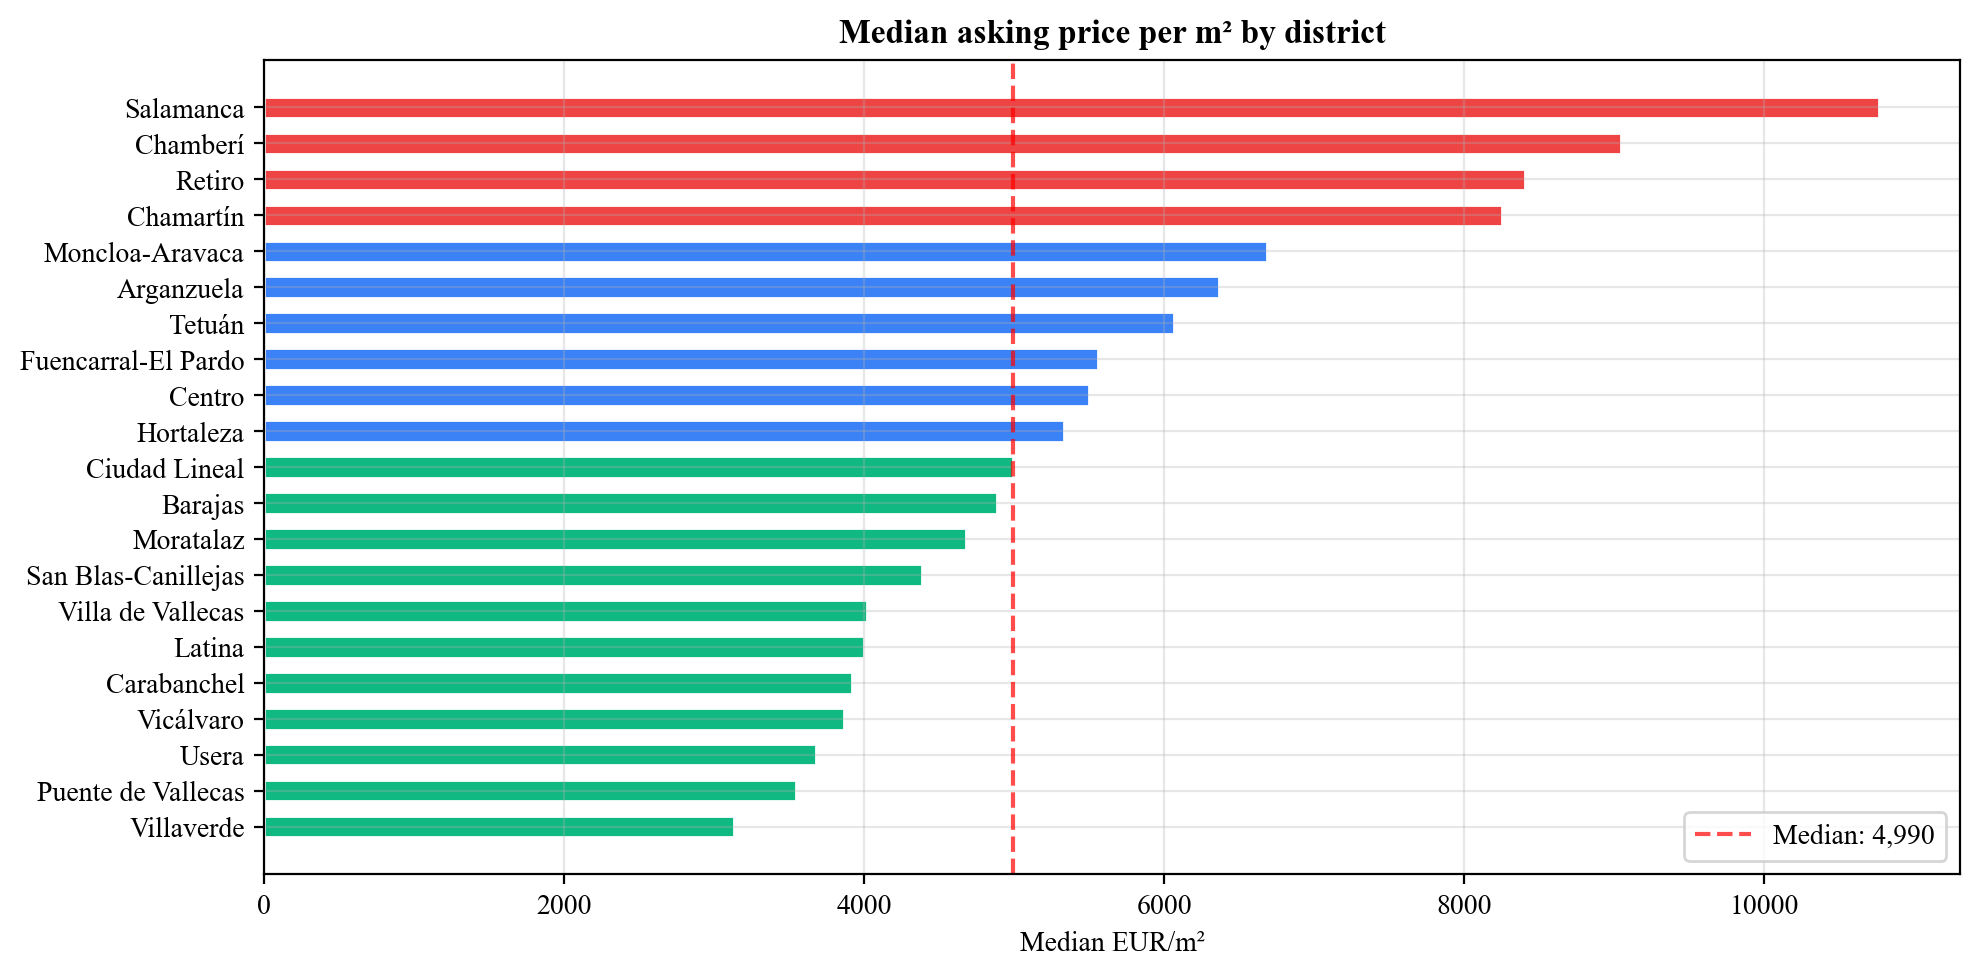 Median asking price per m² by district
Salamanca
Chamberí
Retiro
Chamartín
Moncloa-Aravaca
Arganzuela
Tetuán
Fuencarral-El Pardo
Centro
Hortaleza
Ciudad Lineal
Barajas
Moratalaz
San Blas-Canillejas
Villa de Vallecas
Latina
Carabanchel
Vicálvaro
Usera
Puente de Vallecas
Villaverde
Median: 4,990
0 2000 4000 6000 8000 10000
Median EUR/m²